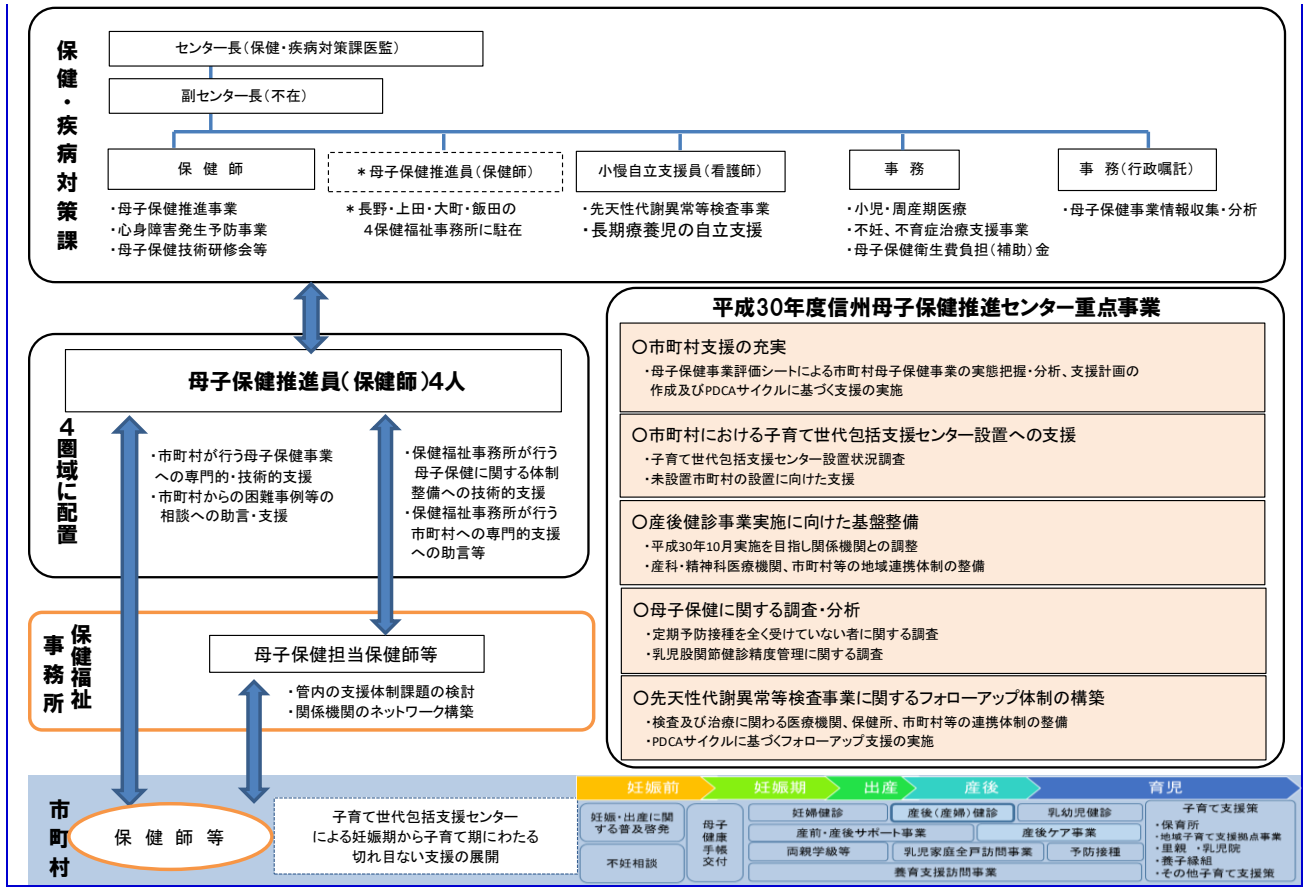 保健・疾病対策課
センター長（保健・疾病対策課医監）
副センター長（不在）
保健師
・母子保健推進事業
・心身障害発生予防事業
・母子保健技術研修会等
＊母子保健推進員（保健師）
＊長野・上田・大町・飯田の
４保健福祉事務所に駐在
小慢自立支援員（看護師）
・先天性代謝異常等検査事業
・長期療養児の自立支援
事務
・小児・周産期医療
・不妊、不育症治療支援事業
・母子保健衛生費負担（補助）金
事務（行政嘱託）
・母子保健事業情報収集・分析
４圏域に配置
母子保健推進員（保健師）４人
・市町村が行う母子保健事業
への専門的・技術的支援
・市町村からの困難事例等の
相談への助言・支援
・保健福祉事務所が行う
母子保健に関する体制
整備への技術的支援
・保健福祉事務所が行う
市町村への専門的支援
への助言等
保健福祉
事務所
母子保健担当保健師等
・管内の支援体制課題の検討
・関係機関のネットワーク構築
平成30年度信州母子保健推進センター重点事業
○市町村支援の充実
・母子保健事業評価シートによる市町村母子保健事業の実態把握・分析、支援計画の
作成及びPDCAサイクルに基づく支援の実施
○市町村における子育て世代包括支援センター設置への支援
・子育て世代包括支援センター設置状況調査
・未設置市町村の設置に向けた支援
○産後健診事業実施に向けた基盤整備
・平成30年10月実施を目指し関係機関との調整
・産科・精神科医療機関、市町村等の地域連携体制の整備
○母子保健に関する調査・分析
・定期予防接種を全く受けていない者に関する調査
・乳児股関節健診精度管理に関する調査
○先天性代謝異常等検査事業に関するフォローアップ体制の構築
・検査及び治療に関わる医療機関、保健所、市町村等の連携体制の整備
・PDCAサイクルに基づくフォローアップ支援の実施
市町村
保健師等
子育て世代包括支援センター
による妊娠期から子育て期にわたる
切れ目ない支援の展開
妊娠前
妊娠期
出産
産後
育児
妊娠・出産に関
する普及啓発
不妊相談
母子
健康
手帳
交付
妊婦健診
産後（産婦）健診
乳幼児健診
産前・産後サポート事業
産後ケア事業
両親学級等
乳児家庭全戸訪問事業
予防接種
養育支援訪問事業
子育て支援策
・保育所
・地域子育て支援拠点事業
・里親・乳児院
・養子縁組
・その他子育て支援策